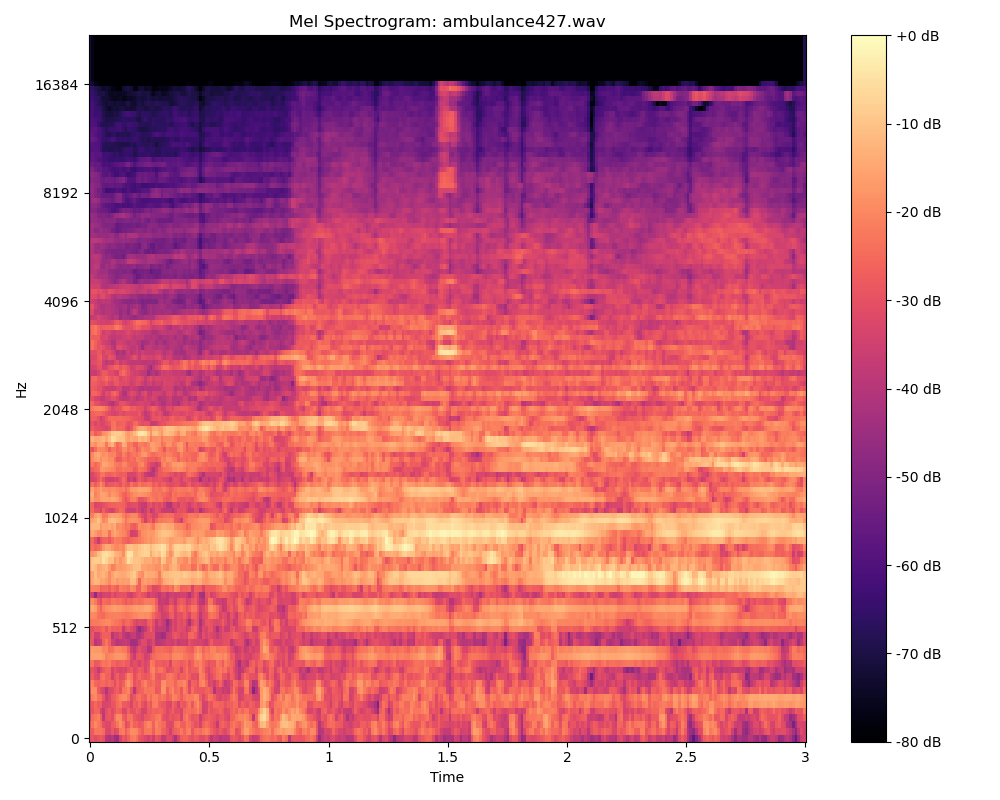 Mel Spectrogram: ambulance427.wav
Hz
16384
8192
4096
2048
1024
512
0
0 0.5 1 1.5 2 2.5 3
Time
+0 dB
-10 dB
-20 dB
-30 dB
-40 dB
-50 dB
-60 dB
-70 dB
-80 dB